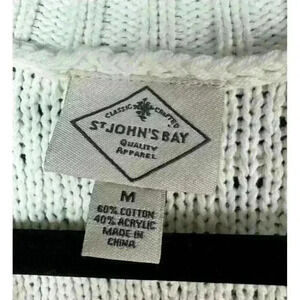 CLASSIC CRAFTED
ST JOHN'S BAY
QUALITY
APPAREL
M
60% COTTON
40% ACRYLIC
MADE IN
CHINA